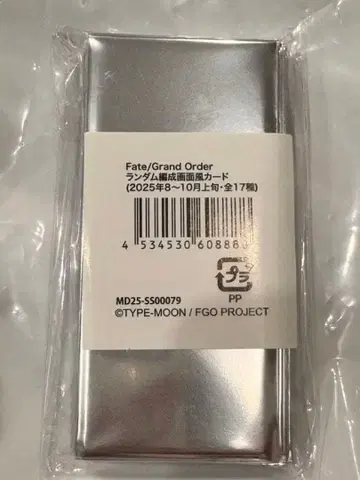 Fate/Grand Order
ランダム編成画面風カード
(2025年8～10月上旬・全17種)
4 534530 60888
プラ
PP
MD25-SS00079
©TYPE-MOON / FGO PROJECT